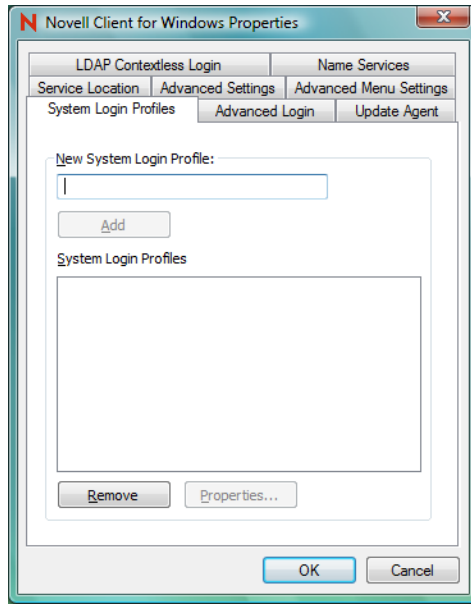 N Novell Client for Windows Properties
LDAP Contextless Login Name Services
Service Location Advanced Settings Advanced Menu Settings
System Login Profiles Advanced Login Update Agent
New System Login Profile:
Add
System Login Profiles
Remove Properties...
OK Cancel